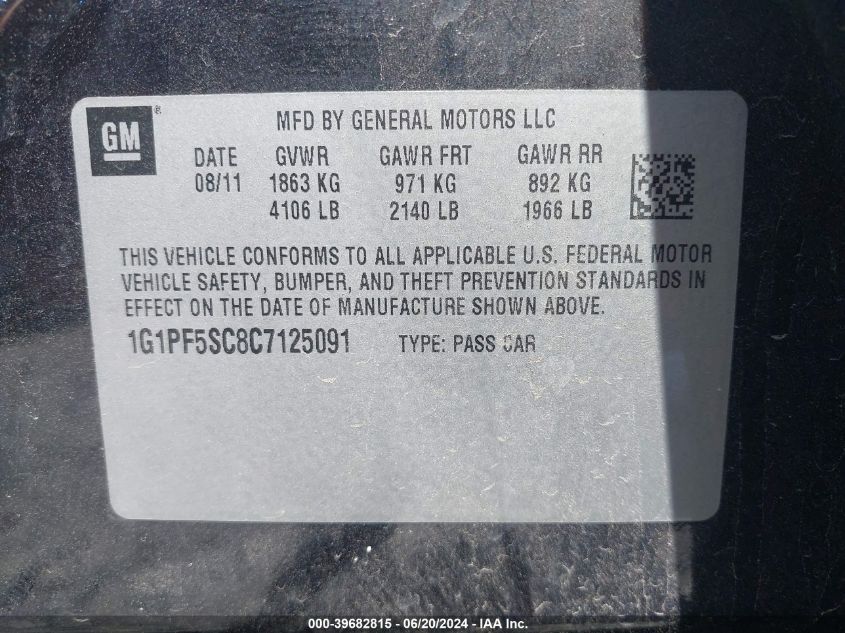 GM ®
MFD BY GENERAL MOTORS LLC
DATE GVWR GAWR FRT GAWR RR
08/11 1863 KG 971 KG 892 KG
4106 LB 2140 LB 1966 LB
THIS VEHICLE CONFORMS TO ALL APPLICABLE U.S. FEDERAL MOTOR
VEHICLE SAFETY, BUMPER, AND THEFT PREVENTION STANDARDS IN
EFFECT ON THE DATE OF MANUFACTURE SHOWN ABOVE.
1G1PF5SC8C7125091 TYPE: PASS CAR
000-39682815 - 06/20/2024 - IAA Inc.